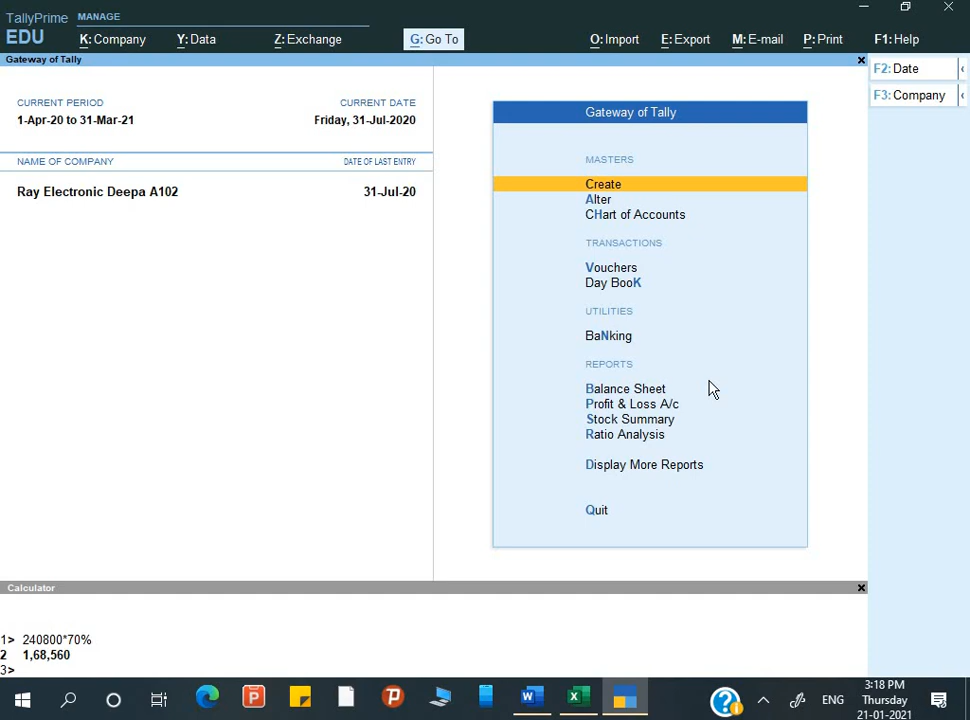 TallyPrime
EDU
MANAGE
K: Company
Y: Data
Z: Exchange
G: Go To
O: Import
E: Export
M: E-mail
P: Print
F1: Help
Gateway of Tally
F2: Date
F3: Company
CURRENT PERIOD
CURRENT DATE
1-Apr-20 to 31-Mar-21
Friday, 31-Jul-2020
NAME OF COMPANY
DATE OF LAST ENTRY
Ray Electronic Deepa A102
31-Jul-20
Gateway of Tally
MASTERS
Create
Alter
CHart of Accounts
TRANSACTIONS
Vouchers
Day BooK
UTILITIES
BaNking
REPORTS
Balance Sheet
Profit & Loss A/c
Stock Summary
Ratio Analysis
Display More Reports
Quit
Calculator
1> 240800*70%
2 1,68,560
3>
ENG
3:18 PM
Thursday
21-01-2021